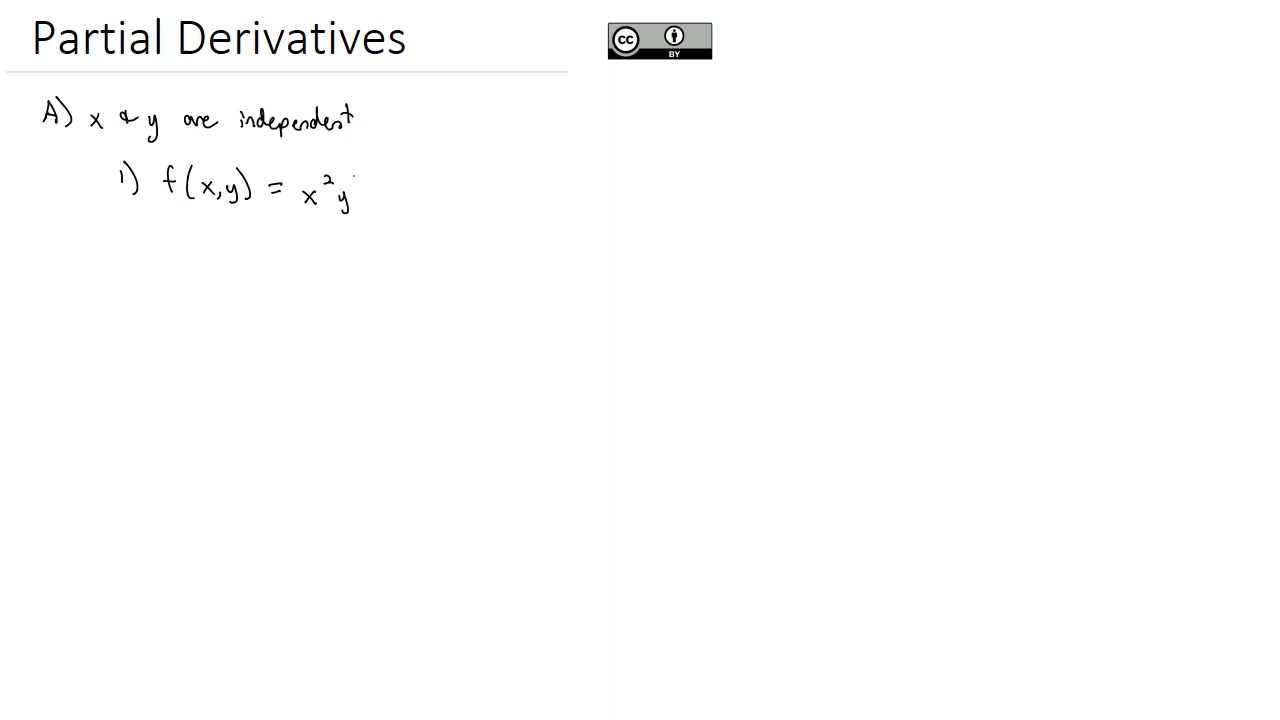 Partial Derivatives
CC BY
A) x & y are independent
1) f(x,y) = x²y